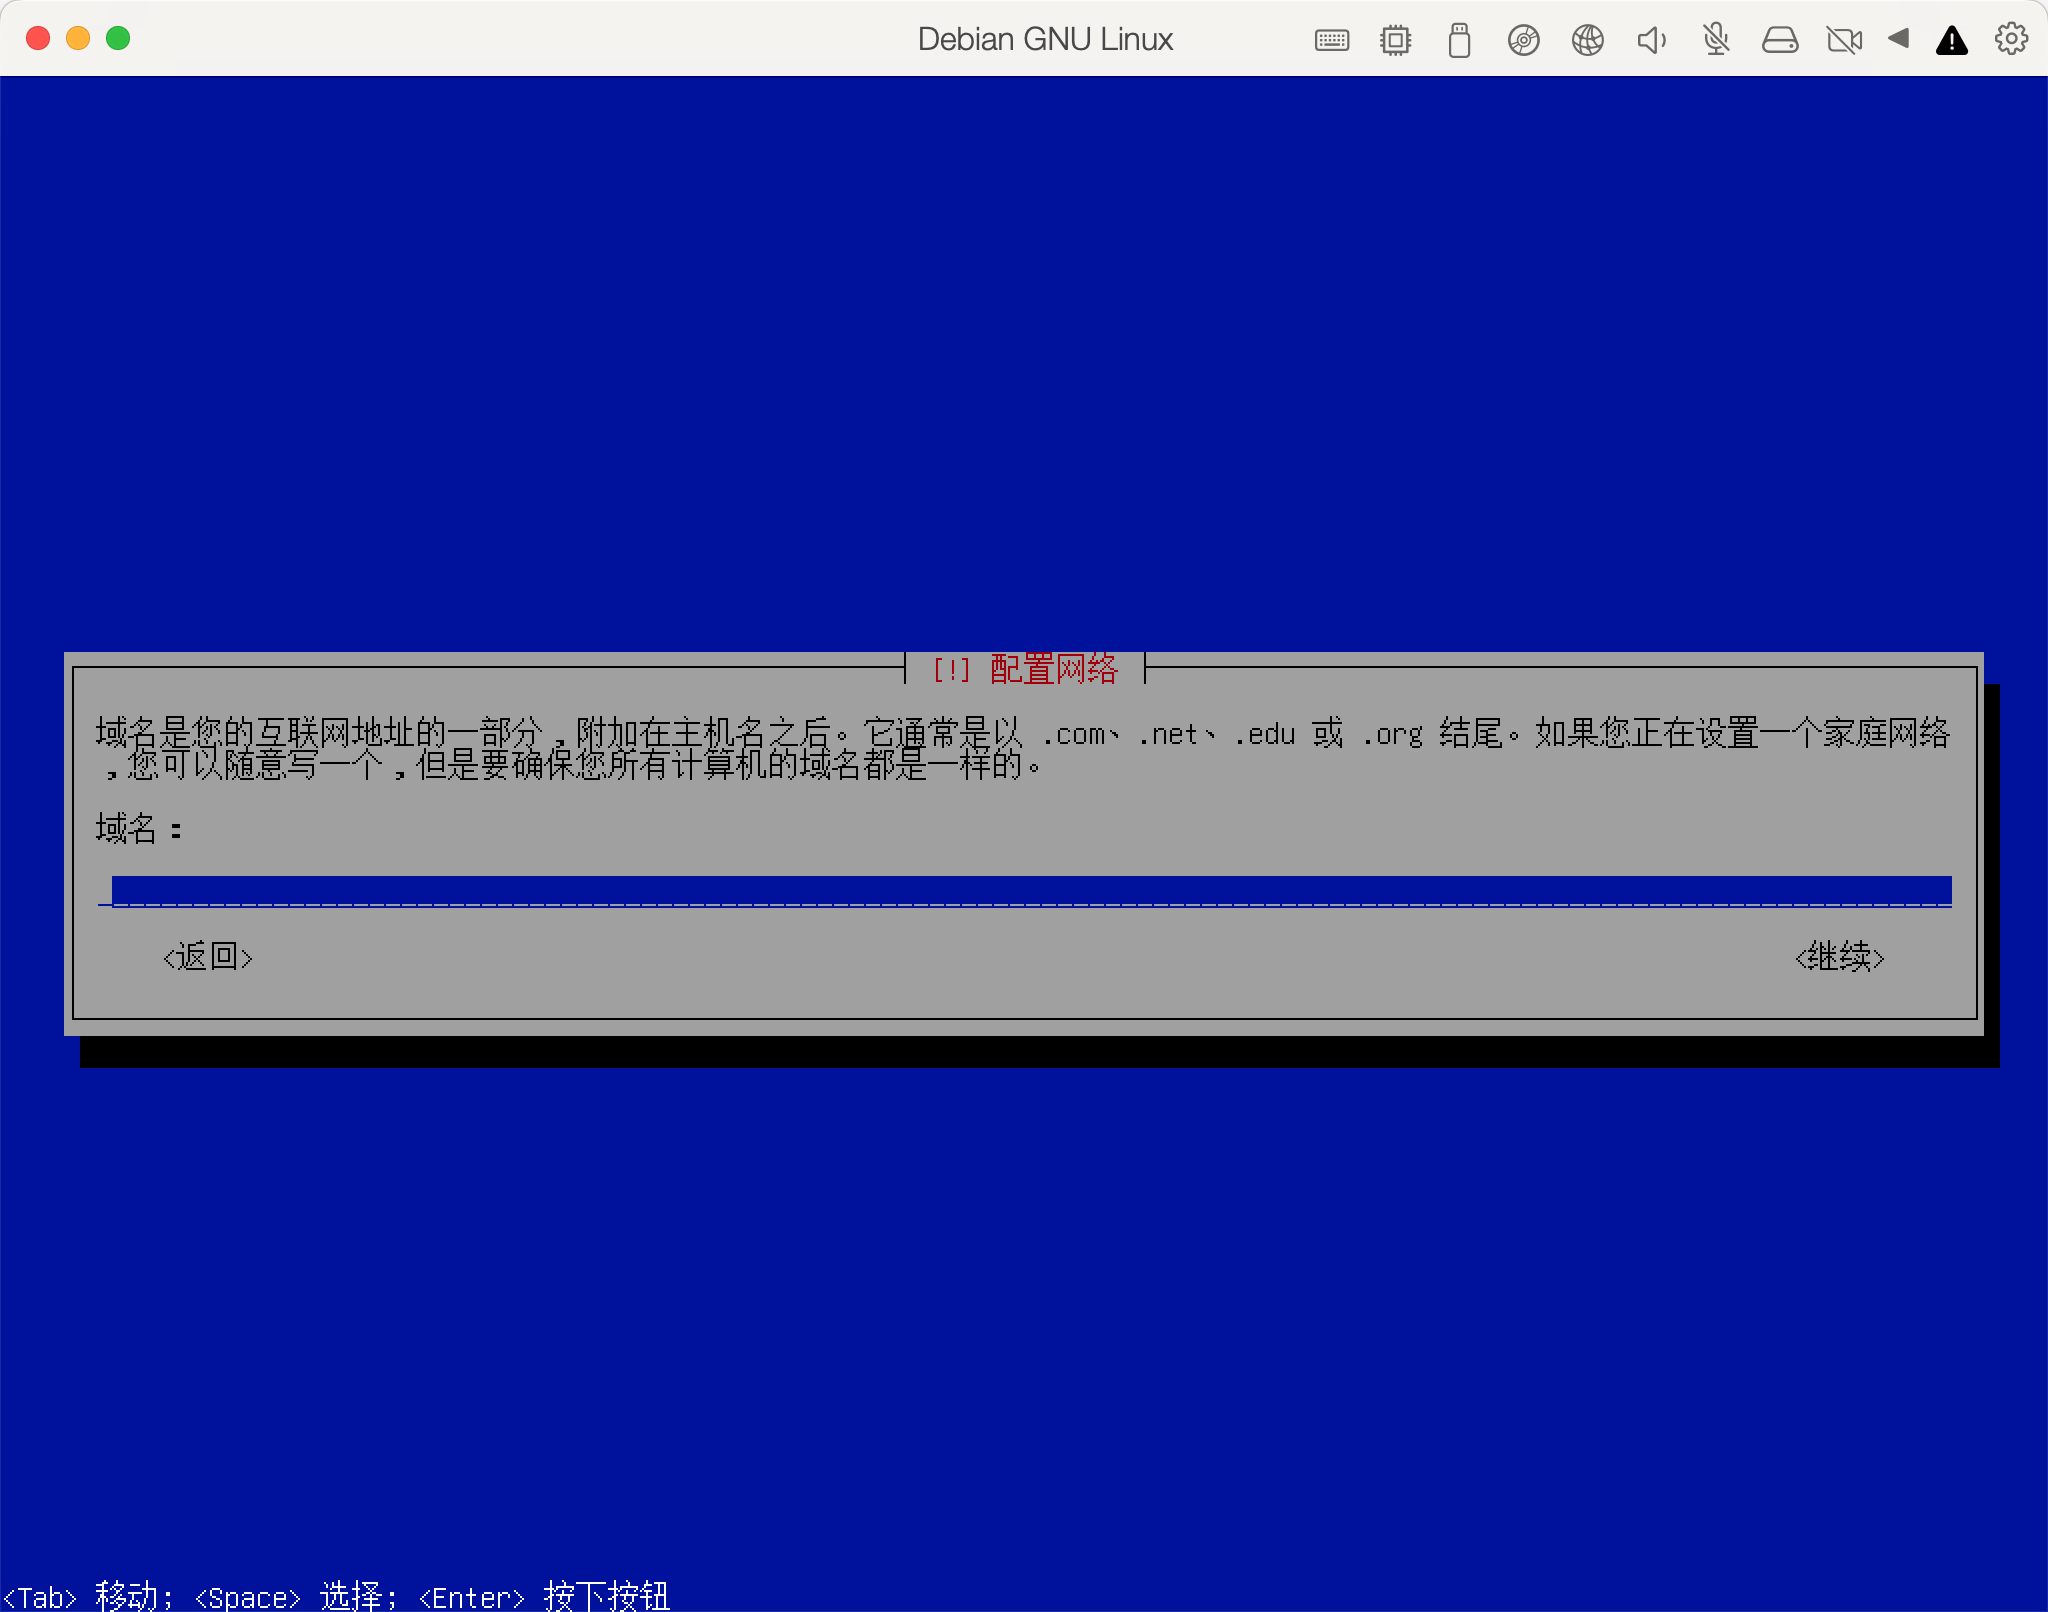 Debian GNU Linux
[!] 配置网络
域名是您的互联网地址的一部分，附加在主机名之后。它通常是以 .com、.net、.edu 或 .org 结尾。如果您正在设置一个家庭网络
，您可以随意写一个，但是要确保您所有计算机的域名都是一样的。
域名：
<返回> <继续>
<Tab> 移动; <Space> 选择; <Enter> 按下按钮